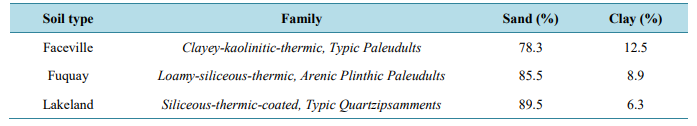 Soil type Family Sand (%) Clay (%)
Faceville Clayey-kaolinitic-thermic, Typic Paleudults 78.3 12.5
Fuquay Loamy-siliceous-thermic, Arenic Plinthic Paleudults 85.5 8.9
Lakeland Siliceous-thermic-coated, Typic Quartzipsamments 89.5 6.3